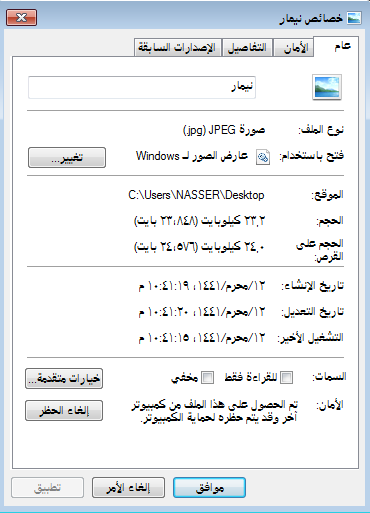 خصائص نيمار
عام الأمان التفاصيل الإصدارات السابقة
نيمار
نوع الملف: صورة JPEG (.jpg)
فتح باستخدام: عارض الصور لـ Windows تغيير...
الموقع: C:\Users\NASSER\Desktop
الحجم: ٢٣,٢ كيلوبايت (٢٣،٨٤٨ بايت)
الحجم على القرص: ٢٤,٠ كيلوبايت (٢٤،٥٧٦ بايت)
تاريخ الإنشاء: ١٢/محرم/١٤٤١، ١٠:٤١:١٩ م
تاريخ التعديل: ١٢/محرم/١٤٤١، ١٠:٤١:٢٠ م
التشغيل الأخير: ١٢/محرم/١٤٤١، ١٠:٤١:١٥ م
السمات: للقراءة فقط مخفي خيارات متقدمة...
الأمان: تم الحصول على هذا الملف من كمبيوتر
آخر وقد يتم حظره لحماية الكمبيوتر. إلغاء الحظر
موافق إلغاء الأمر تطبيق